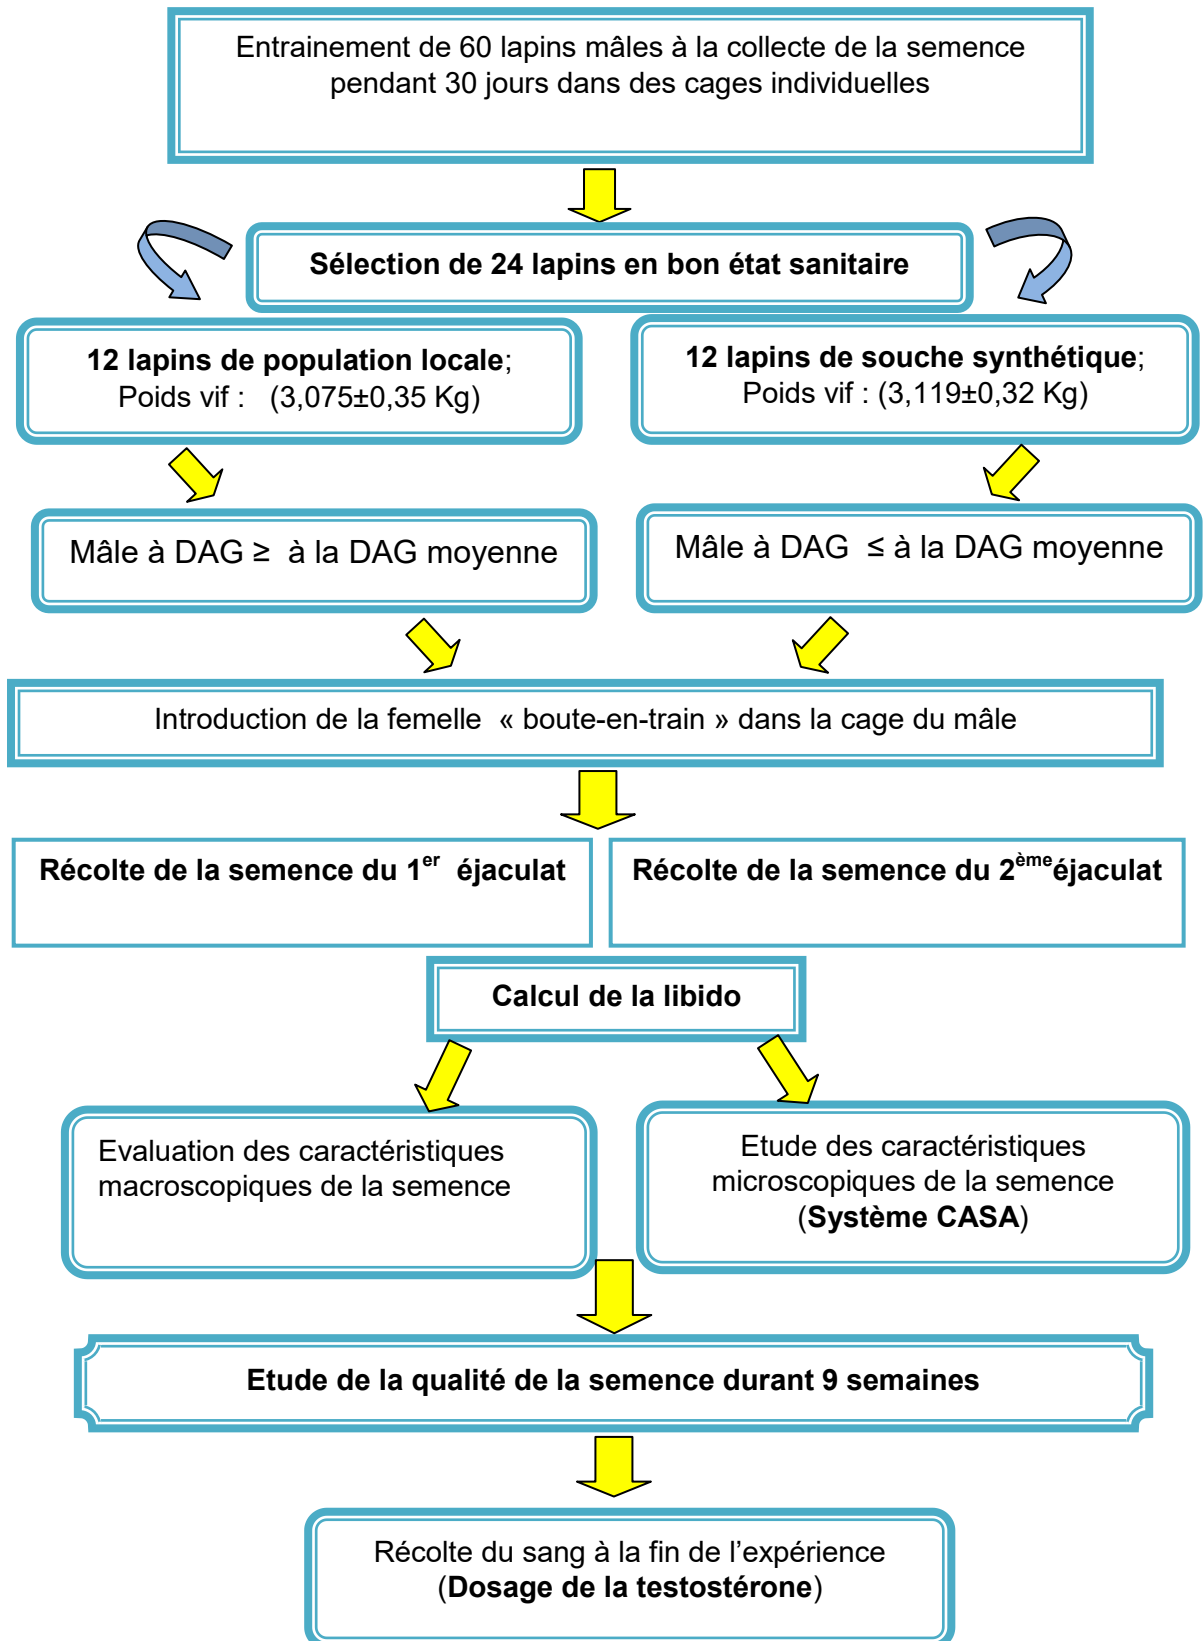 Entrainement de 60 lapins mâles à la collecte de la semence
pendant 30 jours dans des cages individuelles
Sélection de 24 lapins en bon état sanitaire
12 lapins de population locale;
Poids vif : (3,075±0,35 Kg)
12 lapins de souche synthétique;
Poids vif : (3,119±0,32 Kg)
Mâle à DAG ≥ à la DAG moyenne
Mâle à DAG ≤ à la DAG moyenne
Introduction de la femelle « boute-en-train » dans la cage du mâle
Récolte de la semence du 1er éjaculat
Récolte de la semence du 2ème éjaculat
Calcul de la libido
Evaluation des caractéristiques
macroscopiques de la semence
Etude des caractéristiques
microscopiques de la semence
(Système CASA)
Etude de la qualité de la semence durant 9 semaines
Récolte du sang à la fin de l’expérience
(Dosage de la testostérone)